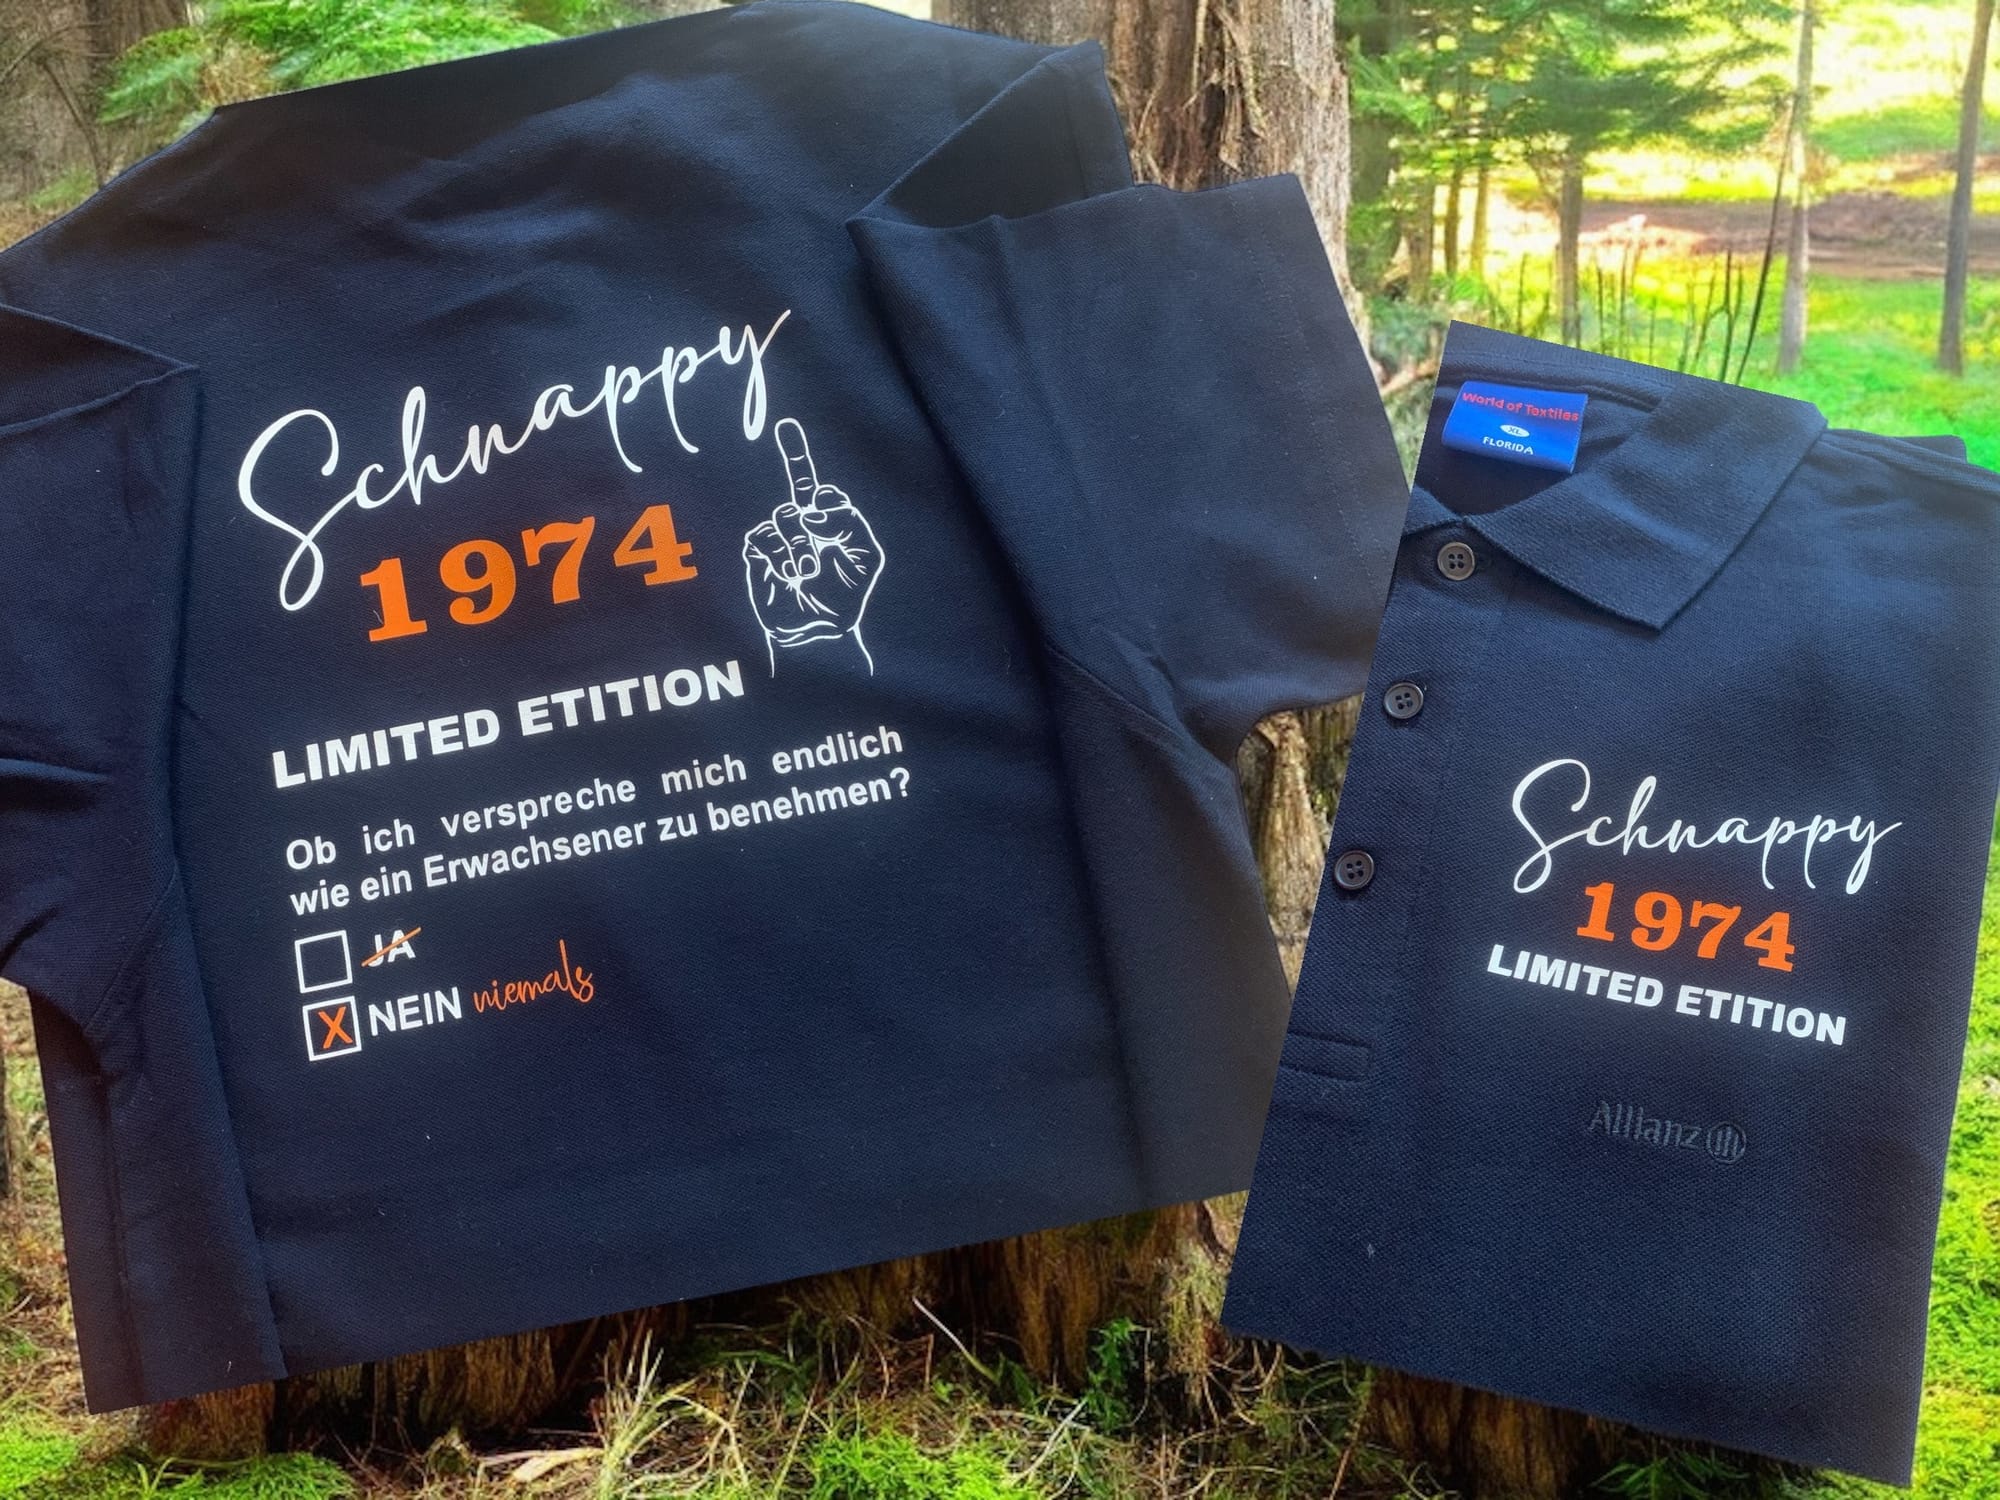 Schnappy
1974
LIMITED ETITION
Ob ich verspreche mich endlich
wie ein Erwachsener zu benehmen?
JA
X NEIN niemals
World of Textiles
XL
FLORIDA
Schnappy
1974
LIMITED ETITION
Allianz